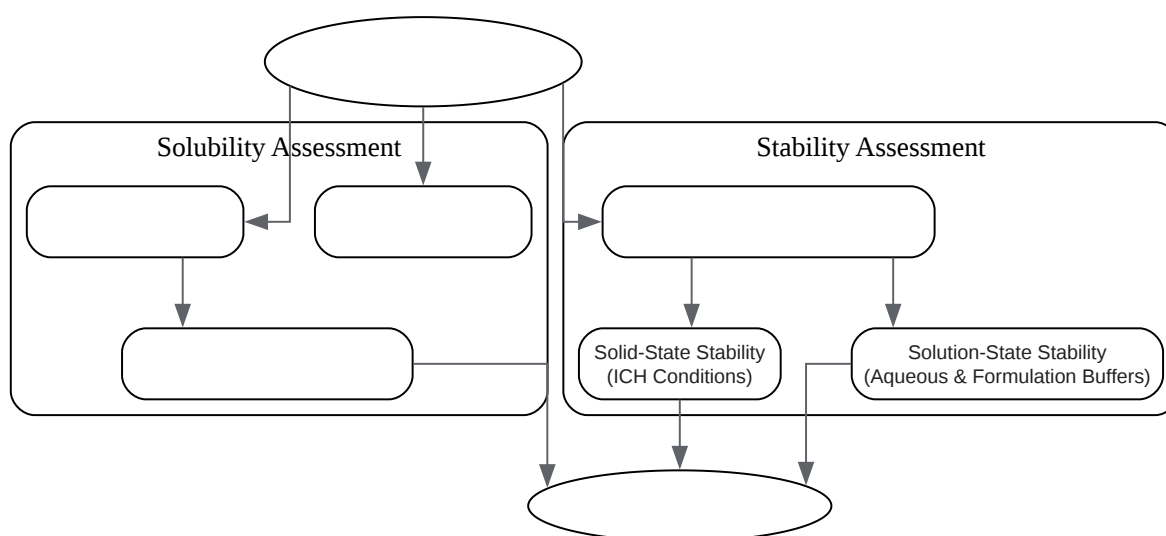 Solubility Assessment
Stability Assessment
Solid-State Stability
(ICH Conditions)
Solution-State Stability
(Aqueous & Formulation Buffers)